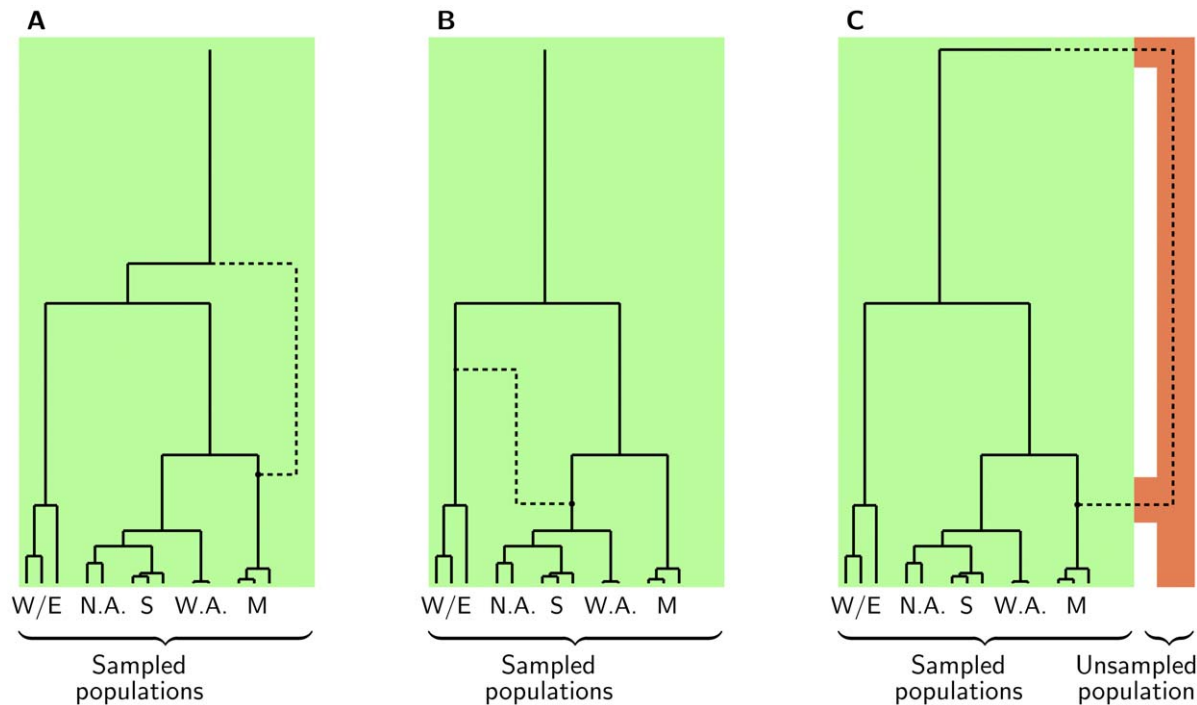 A
B
C
W/E N.A. S W.A. M
W/E N.A. S W.A. M
W/E N.A. S W.A. M
Sampled
populations
Sampled
populations
Sampled
populations
Unsampled
population